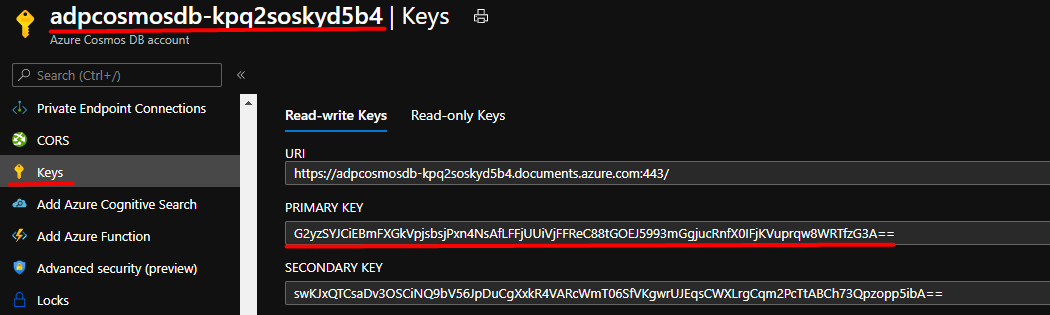 adpcosmosdb-kpq2soskyd5b4 | Keys
Azure Cosmos DB account
Search (Ctrl+/)
«
Private Endpoint Connections
CORS
Keys
Add Azure Cognitive Search
Add Azure Function
Advanced security (preview)
Locks
Read-write Keys Read-only Keys
URI
https://adpcosmosdb-kpq2soskyd5b4.documents.azure.com:443/
PRIMARY KEY
G2yzSYJCiEBmFXGkVpjsbsjPxn4NsAfLFFjUUiVjFFReC88tGOEJ5993mGgjucRnfX0IFjKVuprqw8WRTfzG3A==
SECONDARY KEY
swKJxQTCsaDv3OSCiNQ9bV56JpDuCgXxkR4VARcWmT06SfVKgwrUJEqsCWXLrgCqm2PcTtABCh73Qpzopp5ibA==